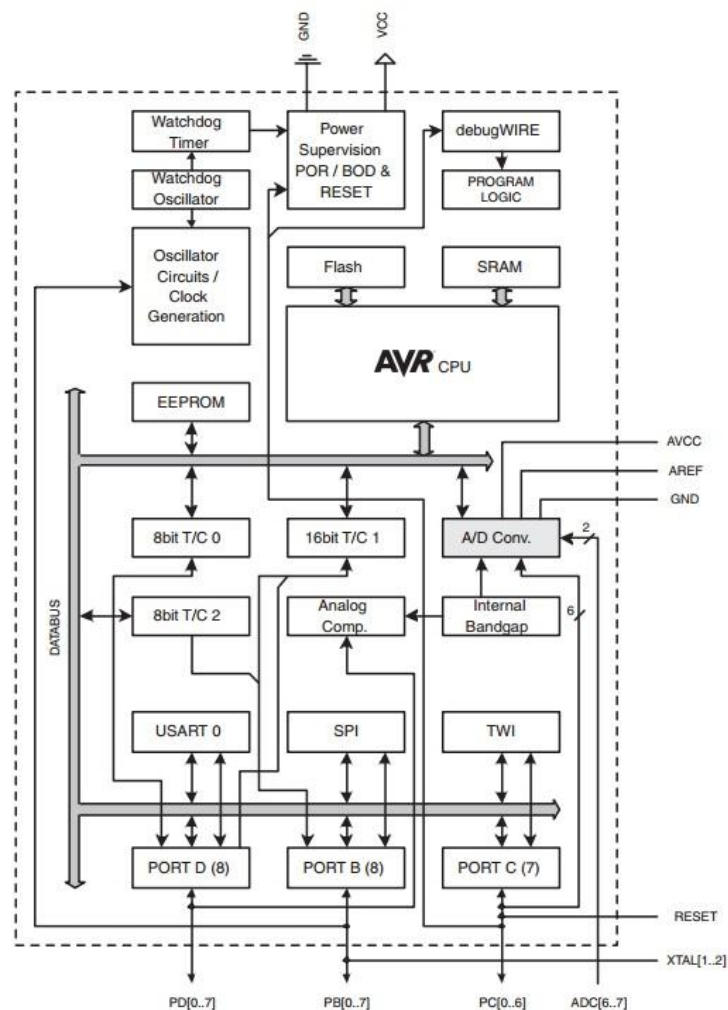 GND
VCC
Watchdog
Timer
Power
Supervision
POR / BOD &
RESET
debugWIRE
Watchdog
Oscillator
PROGRAM
LOGIC
Oscillator
Circuits /
Clock
Generation
Flash
SRAM
AVR CPU
EEPROM
AVCC
AREF
GND
8bit T/C 0
16bit T/C 1
A/D Conv.
2
DATABUS
8bit T/C 2
Analog
Comp.
Internal
Bandgap
6
USART 0
SPI
TWI
PORT D (8)
PORT B (8)
PORT C (7)
RESET
XTAL[1..2]
PD[0..7]
PB[0..7]
PC[0..6]
ADC[6..7]